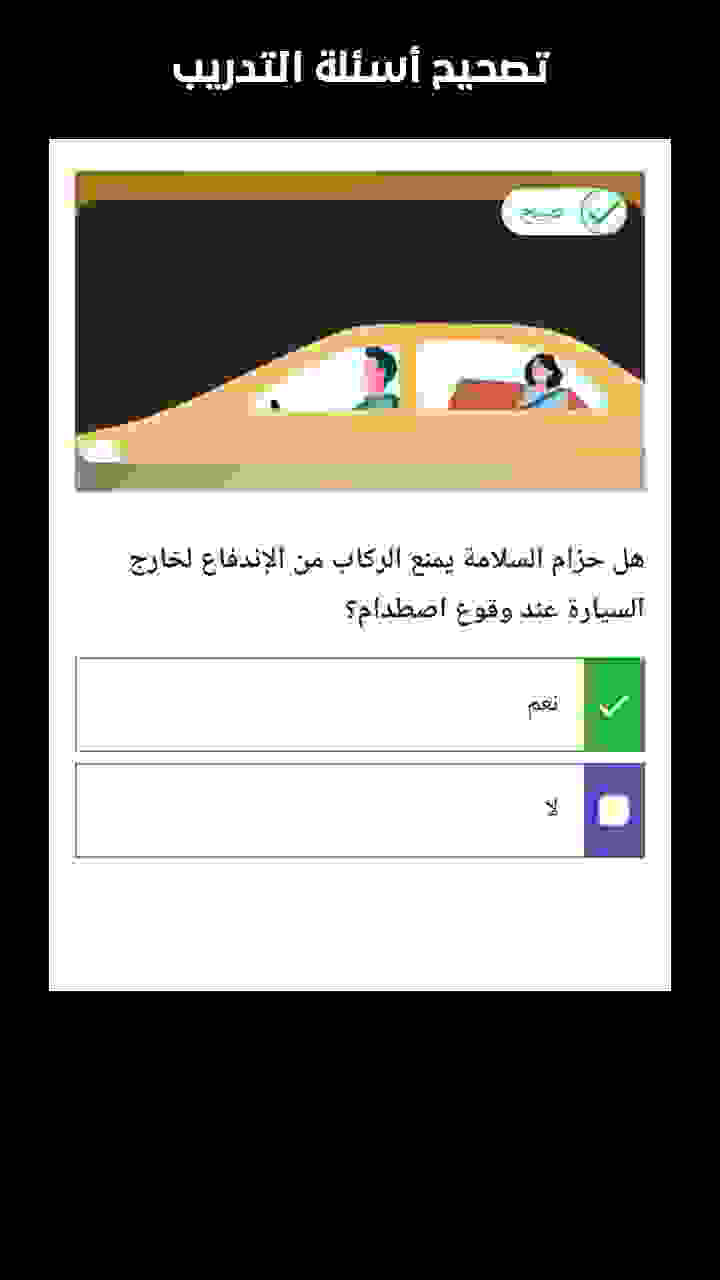 تصحيح أسئلة التدريب
صحيح
هل حزام السلامة يمنع الركاب من الإندفاع لخارج
السيارة عند وقوع اصطدام؟
نعم
لا